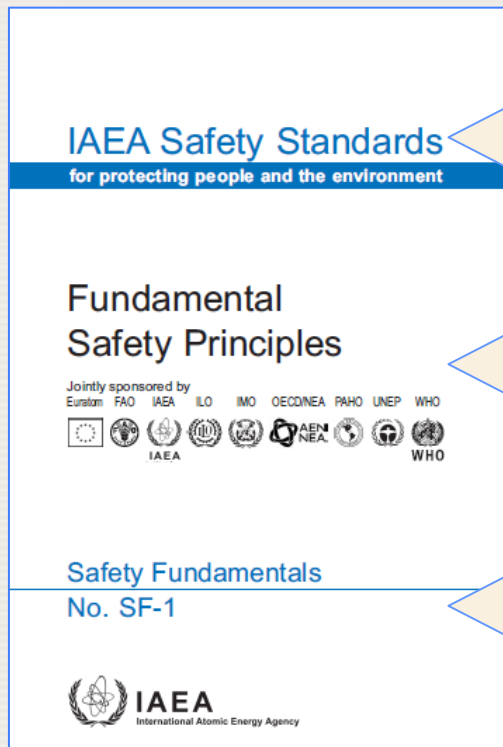 IAEA Safety Standards
for protecting people and the environment
Fundamental
Safety Principles
Jointly sponsored by
Euratom FAO IAEA ILO IMO OECD/NEA PAHO UNEP WHO
AEN
NEA
IAEA
WHO
Safety Fundamentals
No. SF-1
IAEA
International Atomic Energy Agency